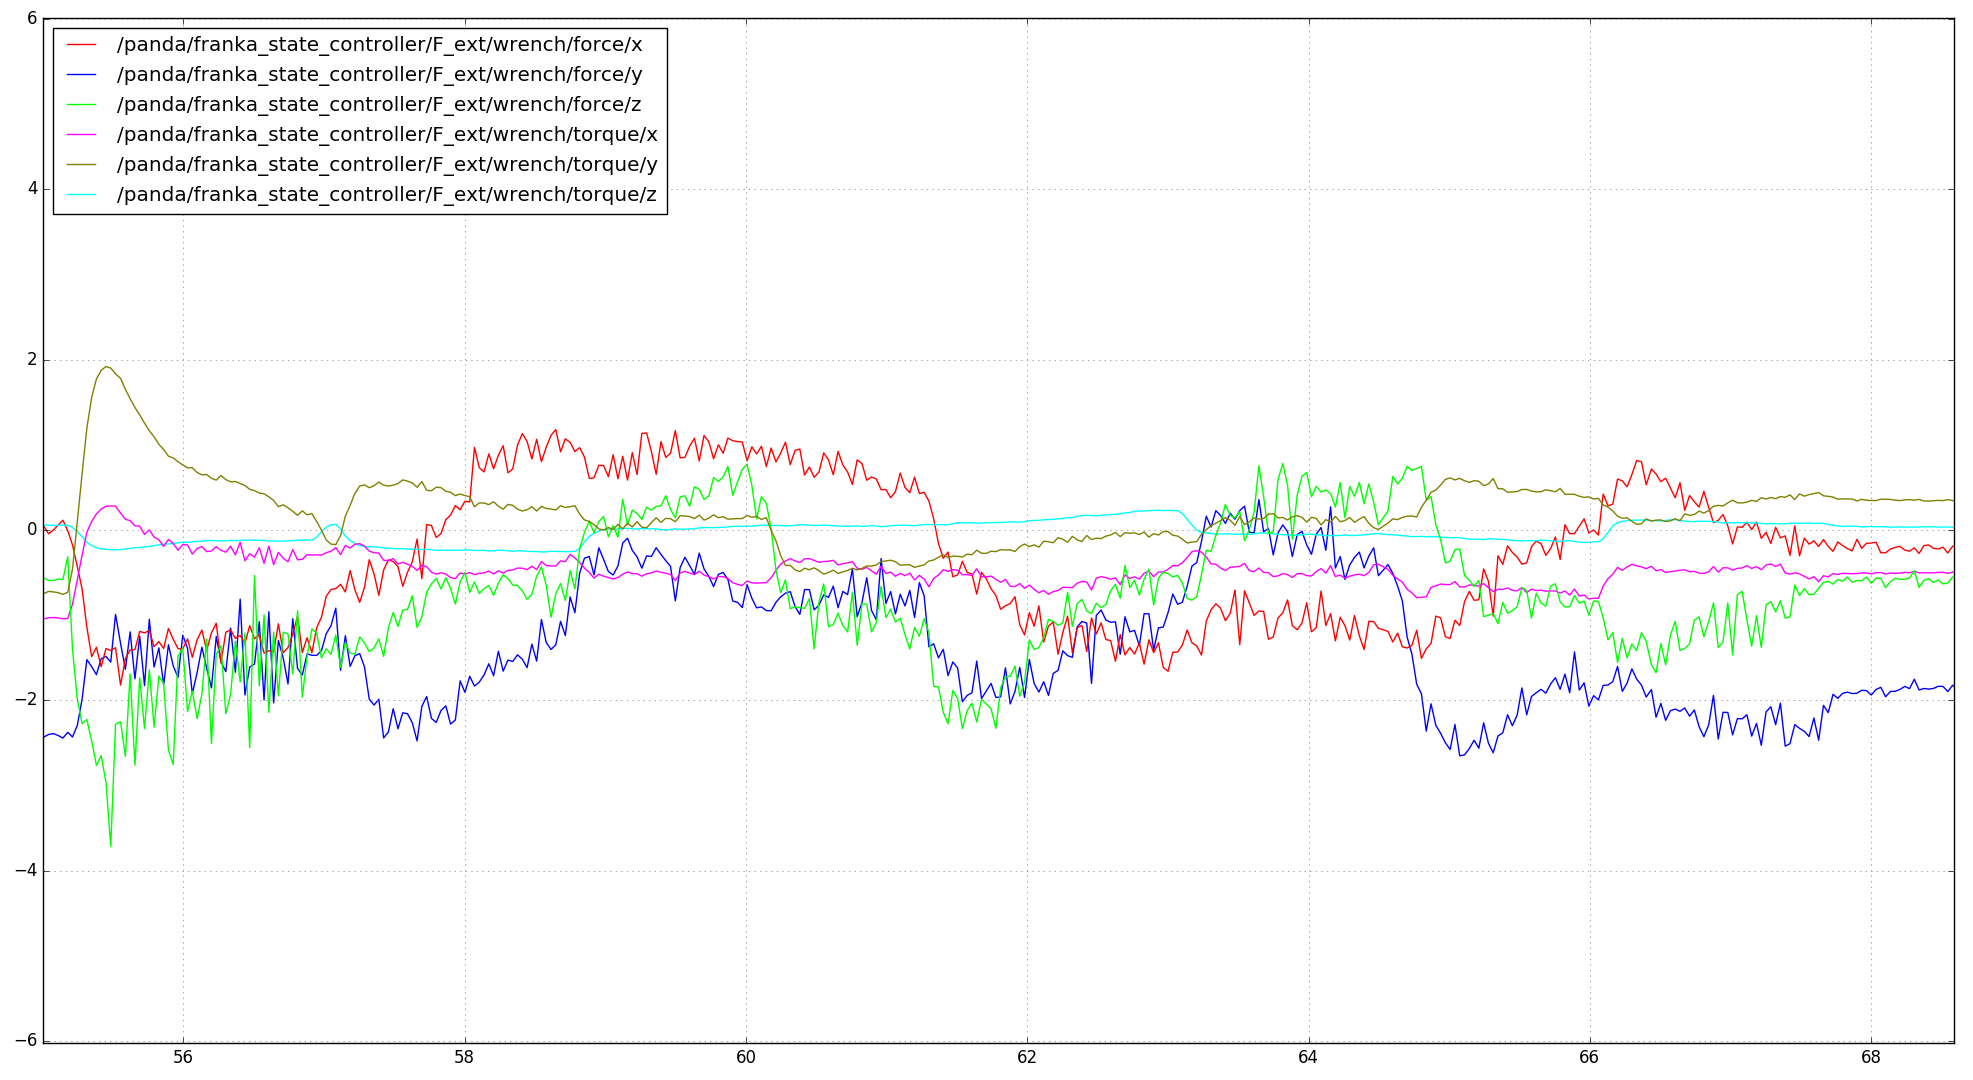 6
/panda/franka_state_controller/F_ext/wrench/force/x
/panda/franka_state_controller/F_ext/wrench/force/y
/panda/franka_state_controller/F_ext/wrench/force/z
/panda/franka_state_controller/F_ext/wrench/torque/x
/panda/franka_state_controller/F_ext/wrench/torque/y
/panda/franka_state_controller/F_ext/wrench/torque/z
4
2
0
−2
−4
−6
56 58 60 62 64 66 68